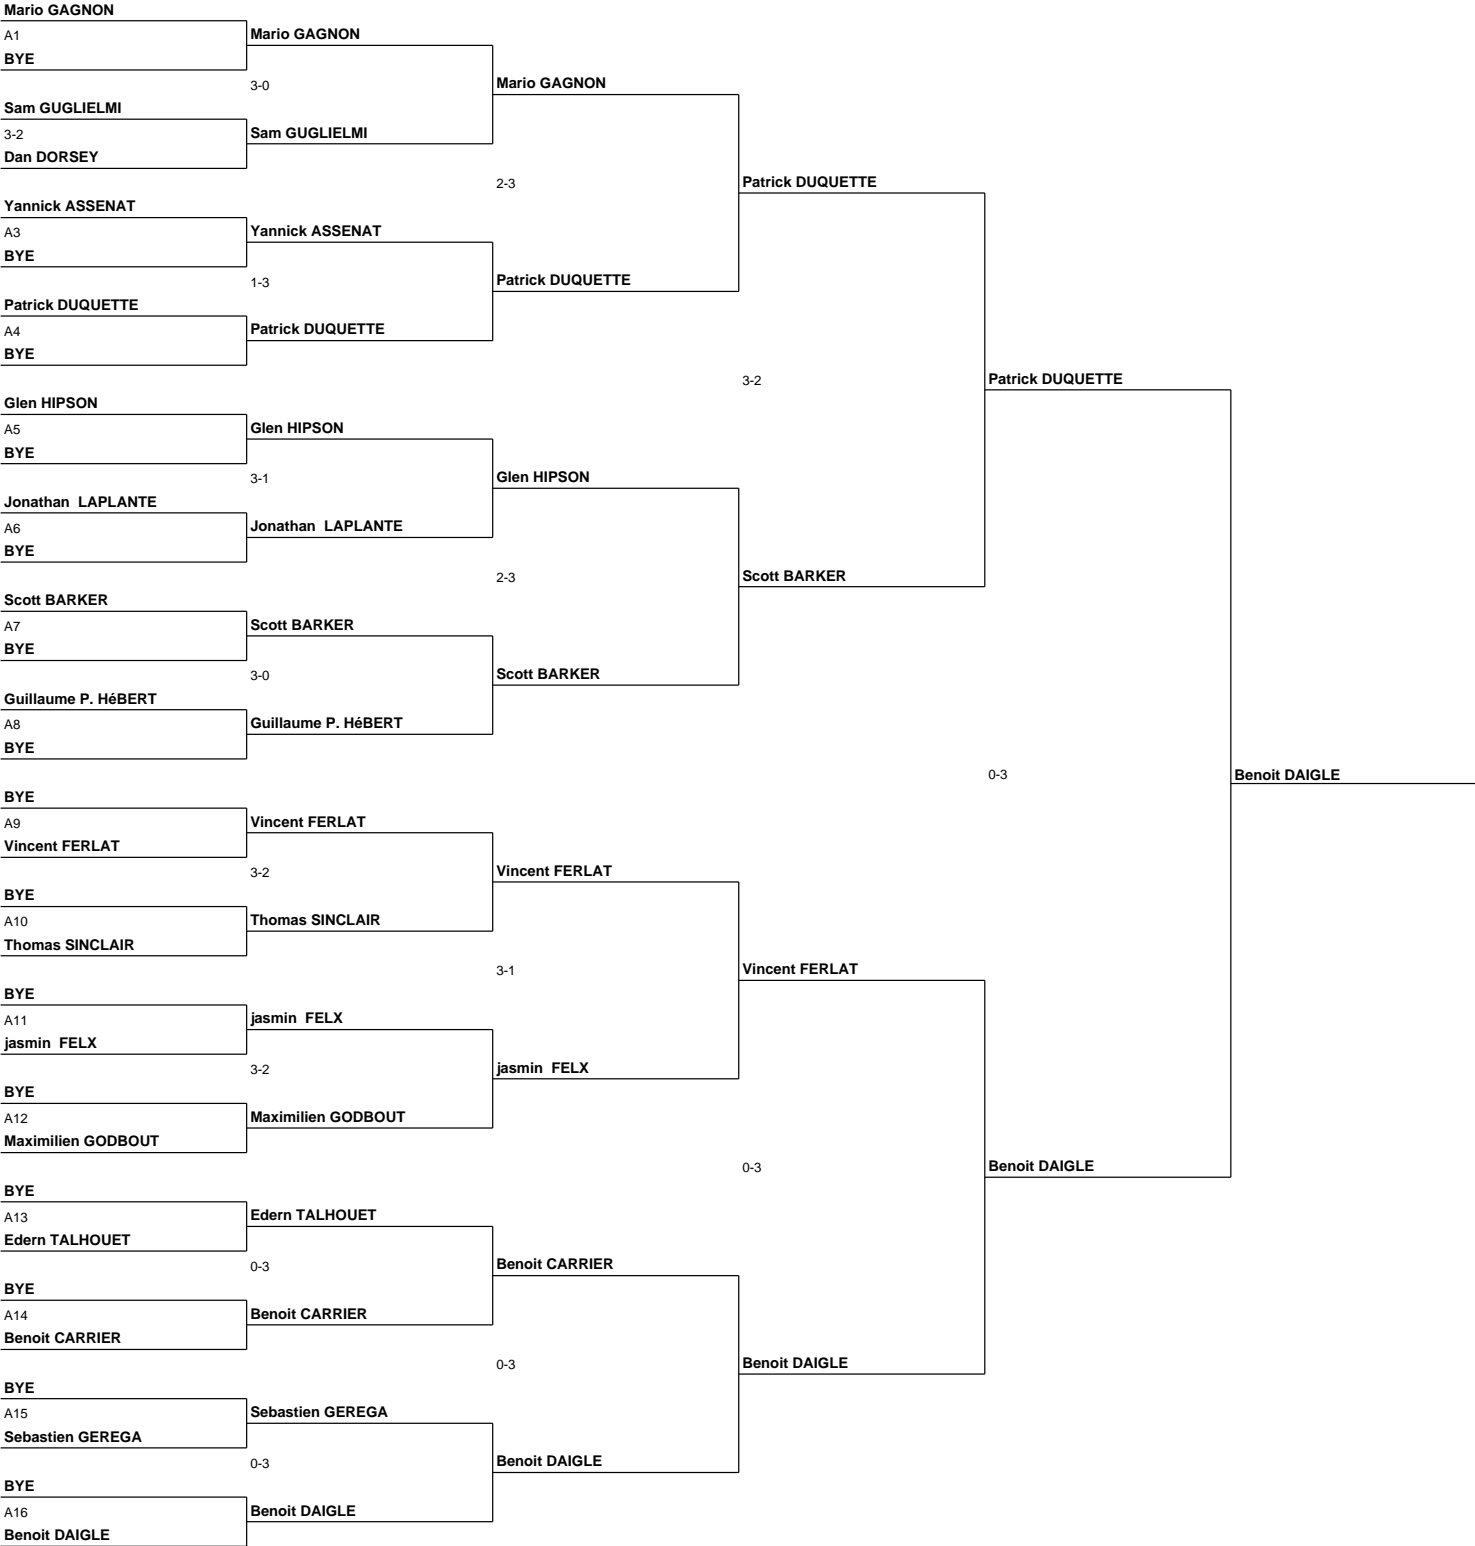 Mario GAGNON
A1
BYE
Mario GAGNON
3-0
Sam GUGLIELMI
3-2
Dan DORSEY
Sam GUGLIELMI
Mario GAGNON
2-3
Yannick ASSENAT
A3
BYE
Yannick ASSENAT
1-3
Patrick DUQUETTE
A4
BYE
Patrick DUQUETTE
Patrick DUQUETTE
Patrick DUQUETTE
3-2
Glen HIPSON
A5
BYE
Glen HIPSON
3-1
Jonathan  LAPLANTE
A6
BYE
Jonathan  LAPLANTE
Glen HIPSON
2-3
Scott BARKER
A7
BYE
Scott BARKER
3-0
Guillaume P. HéBERT
A8
BYE
Guillaume P. HéBERT
Scott BARKER
Scott BARKER
Patrick DUQUETTE
0-3
BYE
A9
Vincent FERLAT
Vincent FERLAT
3-2
BYE
A10
Thomas SINCLAIR
Thomas SINCLAIR
Vincent FERLAT
3-1
BYE
A11
jasmin  FELX
jasmin  FELX
3-2
BYE
A12
Maximilien GODBOUT
Maximilien GODBOUT
jasmin  FELX
Vincent FERLAT
0-3
BYE
A13
Edern TALHOUET
Edern TALHOUET
0-3
BYE
A14
Benoit CARRIER
Benoit CARRIER
Benoit CARRIER
0-3
BYE
A15
Sebastien GEREGA
Sebastien GEREGA
0-3
BYE
A16
Benoit DAIGLE
Benoit DAIGLE
Benoit DAIGLE
Benoit DAIGLE
Benoit DAIGLE
Benoit DAIGLE